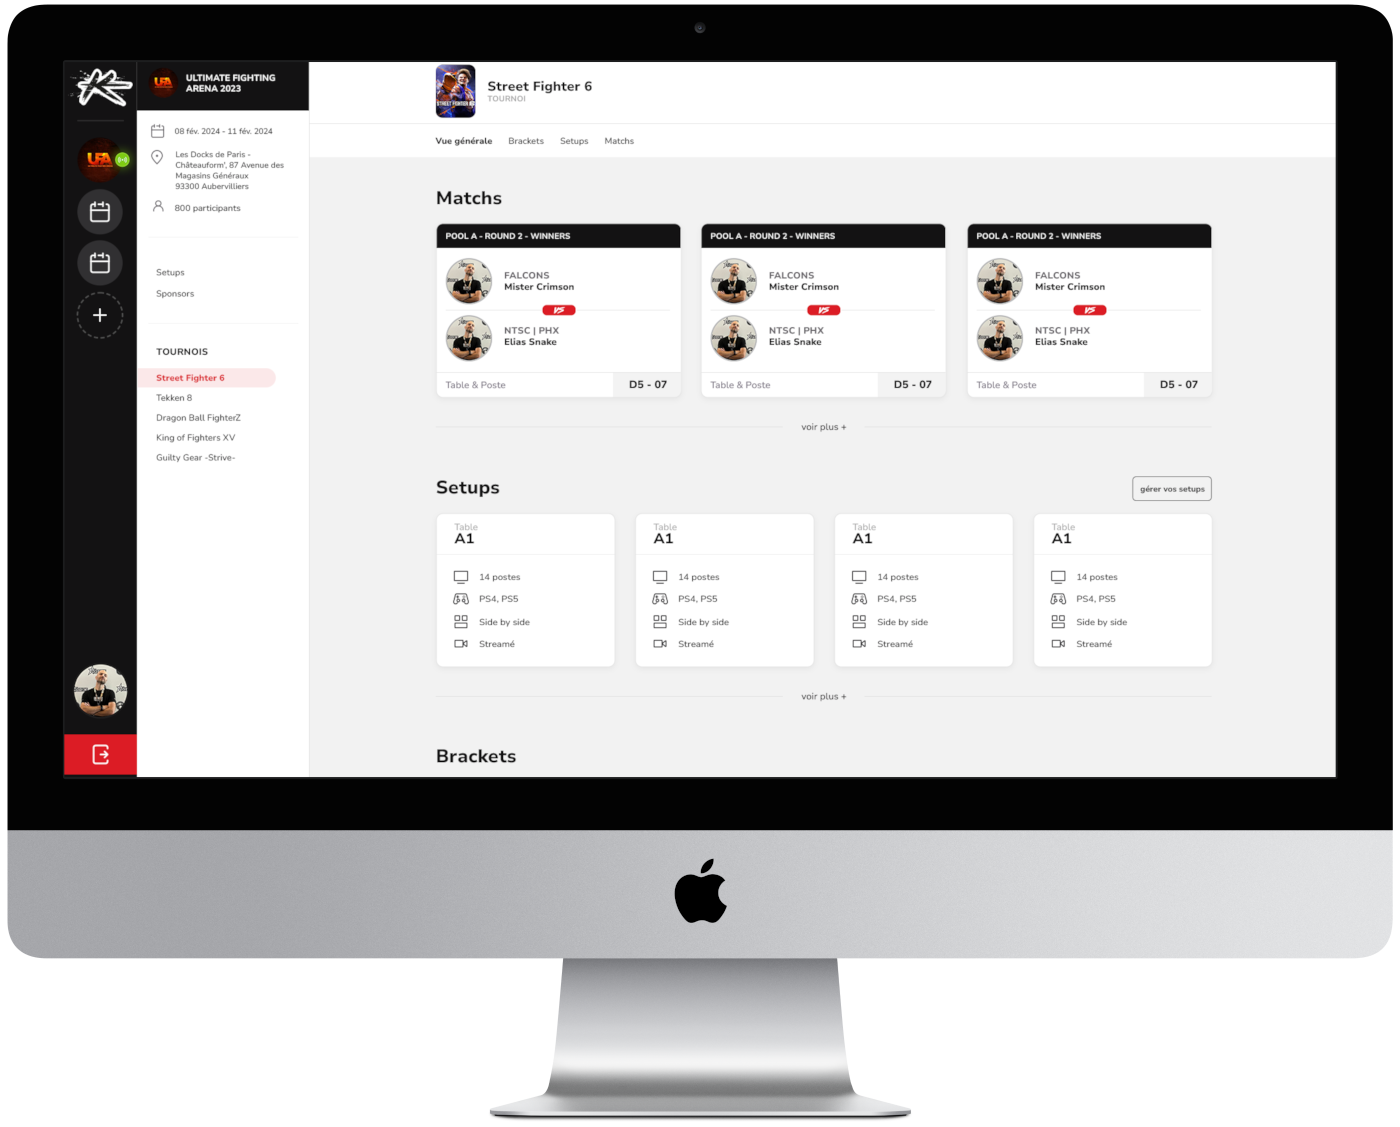 UFA
ULTIMATE FIGHTING
ARENA 2023
UFA
08 fév. 2024 - 11 fév. 2024
Les Docks de Paris -
Châteauform', 87 Avenue des
Magasins Généraux
93300 Aubervilliers
800 participants
Setups
Sponsors
TOURNOIS
Street Fighter 6
Tekken 8
Dragon Ball FighterZ
King of Fighters XV
Guilty Gear -Strive-
STREET FIGHTER
Street Fighter 6
TOURNOI
Vue générale Brackets Setups Matchs
Matchs
POOL A - ROUND 2 - WINNERS
FALCONS
Mister Crimson
VS
NTSC | PHX
Elias Snake
Table & Poste D5 - 07
POOL A - ROUND 2 - WINNERS
FALCONS
Mister Crimson
VS
NTSC | PHX
Elias Snake
Table & Poste D5 - 07
POOL A - ROUND 2 - WINNERS
FALCONS
Mister Crimson
VS
NTSC | PHX
Elias Snake
Table & Poste D5 - 07
voir plus +
Setups
gérer vos setups
Table
A1
14 postes
PS4, PS5
Side by side
Streamé
Table
A1
14 postes
PS4, PS5
Side by side
Streamé
Table
A1
14 postes
PS4, PS5
Side by side
Streamé
Table
A1
14 postes
PS4, PS5
Side by side
Streamé
voir plus +
Brackets